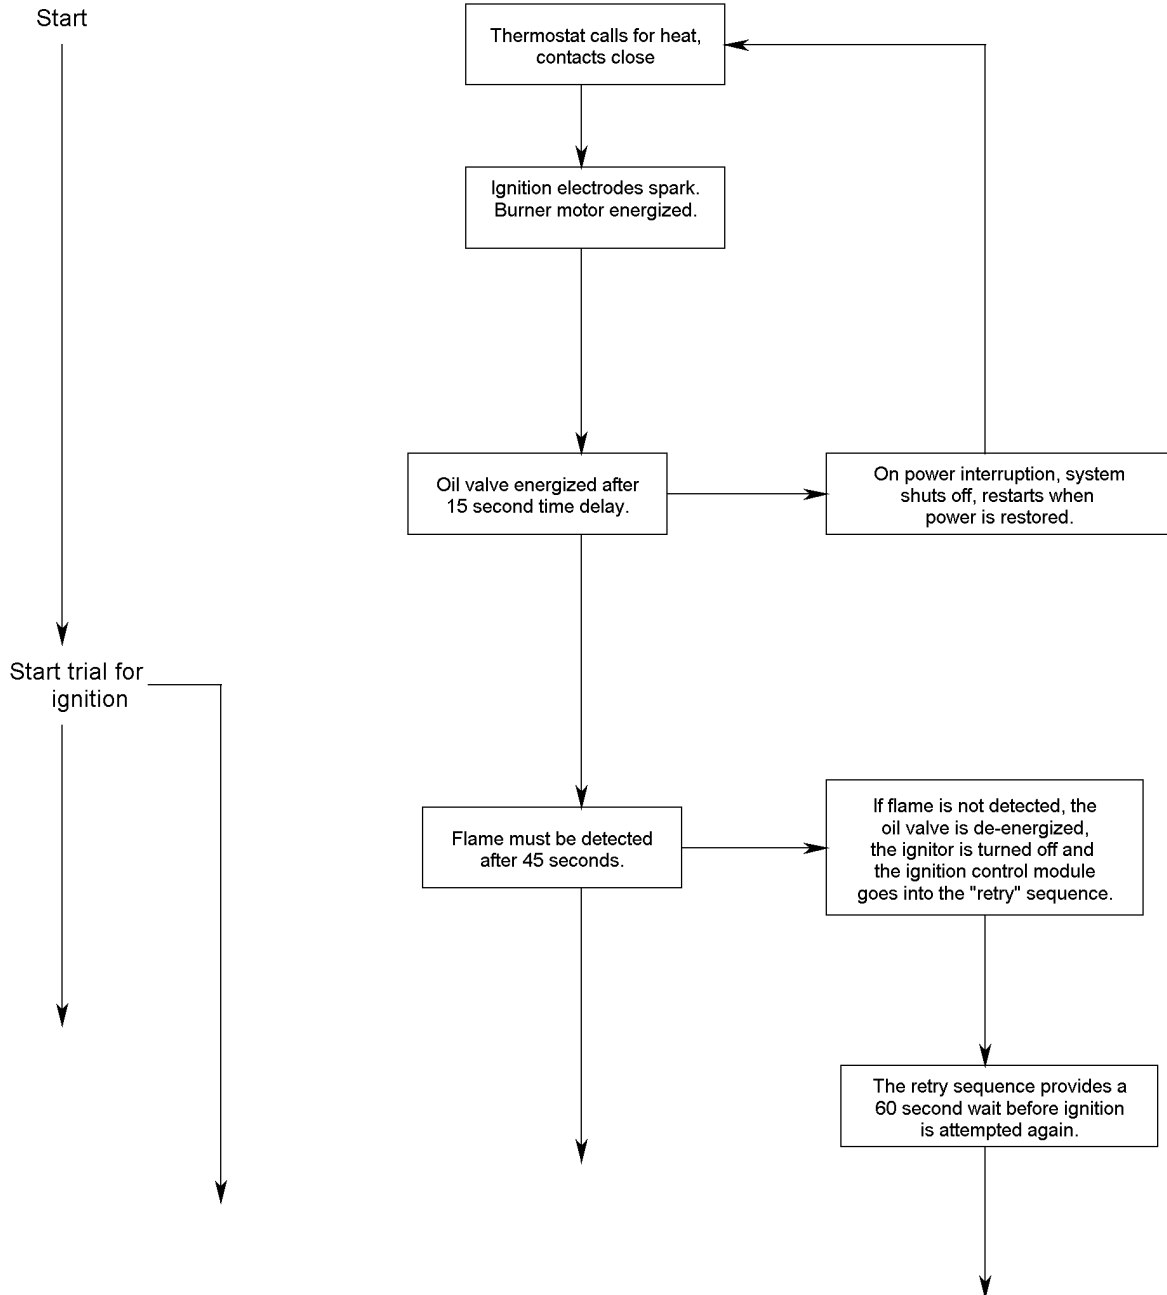 Start
Thermostat calls for heat,
contacts close
Ignition electrodes spark.
Burner motor energized.
Oil valve energized after
15 second time delay.
On power interruption, system
shuts off, restarts when
power is restored.
Start trial for
ignition
Flame must be detected
after 45 seconds.
If flame is not detected, the
oil valve is de-energized,
the ignitor is turned off and
the ignition control module
goes into the "retry" sequence.
The retry sequence provides a
60 second wait before ignition
is attempted again.